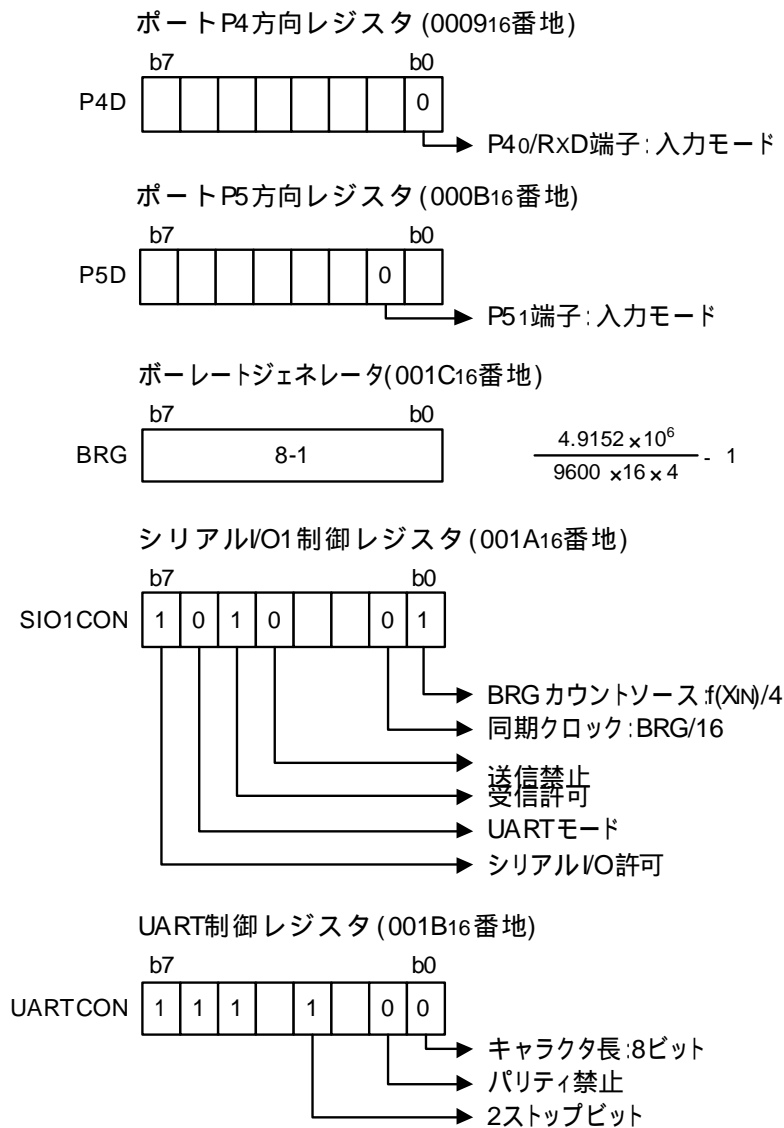 ポートP4方向レジスタ(000916番地)
b7 b0
P4D 0
P40/RXD端子:入力モード
ポートP5方向レジスタ(000B16番地)
b7 b0
P5D 0
P51端子:入力モード
ボーレートジェネレータ(001C16番地)
b7 b0
BRG 8-1
4.9152×10⁶
9600×16×4
- 1
シリアルI/O1制御レジスタ(001A16番地)
b7 b0
SIO1CON 1 0 1 0 0 1
BRGカウントソース:f(XIN)/4
同期クロック:BRG/16
送信禁止
受信許可
UARTモード
シリアルI/O許可
UART制御レジスタ(001B16番地)
b7 b0
UARTCON 1 1 1 1 0 0
キャラクタ長:8ビット
パリティ禁止
2ストップビット